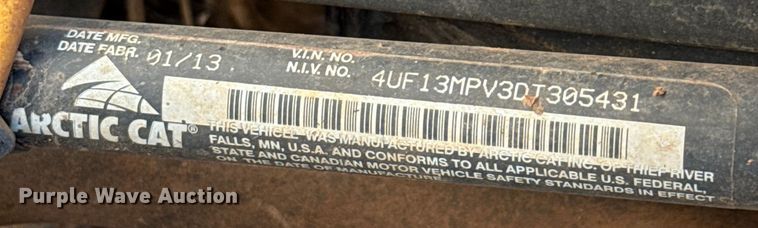 DATE MFG.
DATE FABR. 01/13
V.I.N. NO.
N.I.V. NO. 4UF13MPV3DT305431
ARCTIC CAT®
THIS VEHICLE WAS MANUFACTURED BY ARCTIC CAT INC. OF THIEF RIVER
FALLS, MN, U.S.A. AND CONFORMS TO ALL APPLICABLE U.S. FEDERAL,
STATE AND CANADIAN MOTOR VEHICLE SAFETY STANDARDS IN EFFECT
ON THE DATE OF MANUFACTURE
Purple Wave Auction